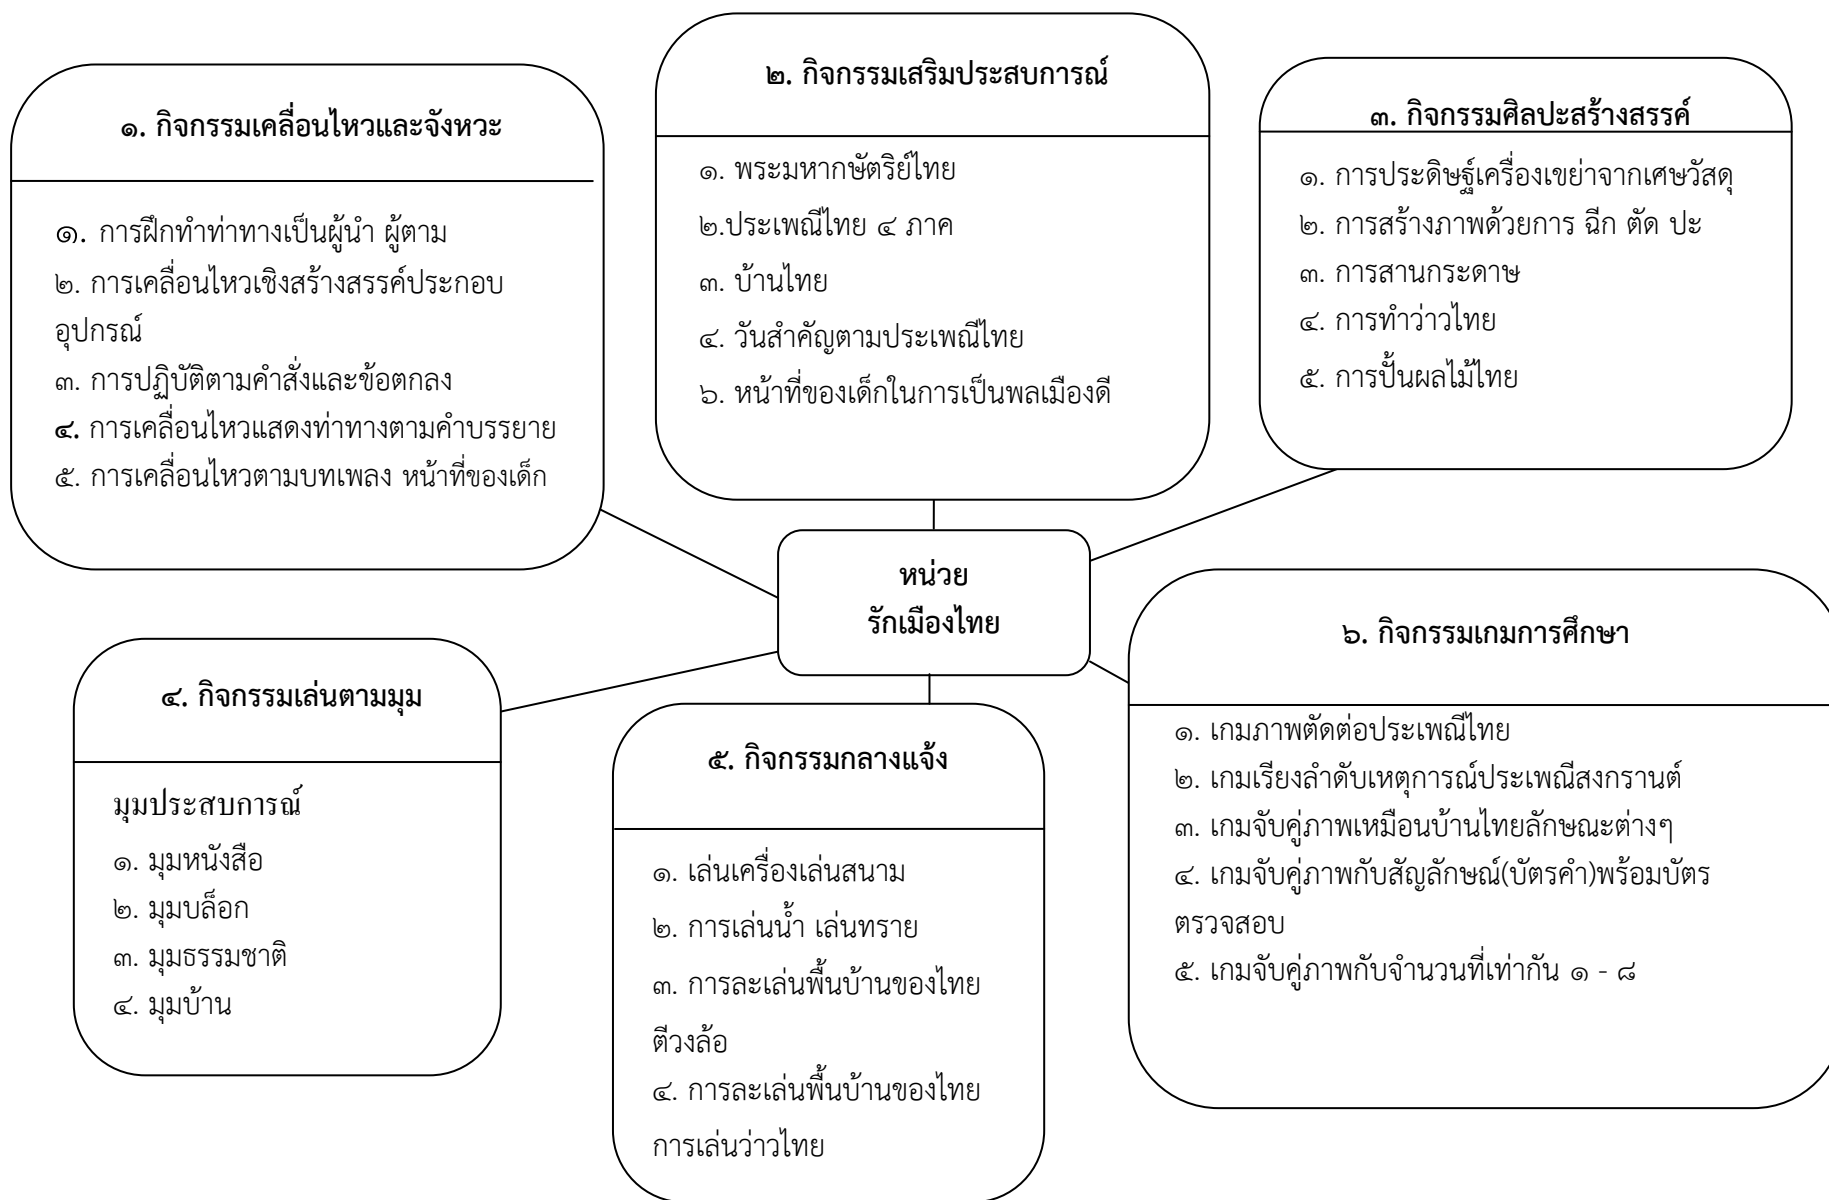 ๑. กิจกรรมเคลื่อนไหวและจังหวะ
๑. การฝึกทำท่าทางเป็นผู้นำ ผู้ตาม
๒. การเคลื่อนไหวเชิงสร้างสรรค์ประกอบ
อุปกรณ์
๓. การปฏิบัติตามคำสั่งและข้อตกลง
๔. การเคลื่อนไหวแสดงท่าทางตามคำบรรยาย
๕. การเคลื่อนไหวตามบทเพลง หน้าที่ของเด็ก
๒. กิจกรรมเสริมประสบการณ์
๑. พระมหากษัตริย์ไทย
๒.ประเพณีไทย ๔ ภาค
๓. บ้านไทย
๔. วันสำคัญตามประเพณีไทย
๖. หน้าที่ของเด็กในการเป็นพลเมืองดี
๓. กิจกรรมศิลปะสร้างสรรค์
๑. การประดิษฐ์เครื่องเขย่าจากเศษวัสดุ
๒. การสร้างภาพด้วยการ ฉีก ตัด ปะ
๓. การสานกระดาษ
๔. การทำว่าวไทย
๕. การปั้นผลไม้ไทย
หน่วย
รักเมืองไทย
๔. กิจกรรมเล่นตามมุม
มุมประสบการณ์
๑. มุมหนังสือ
๒. มุมบล็อก
๓. มุมธรรมชาติ
๔. มุมบ้าน
๕. กิจกรรมกลางแจ้ง
๑. เล่นเครื่องเล่นสนาม
๒. การเล่นน้ำ เล่นทราย
๓. การละเล่นพื้นบ้านของไทย
ตีวงล้อ
๔. การละเล่นพื้นบ้านของไทย
การเล่นว่าวไทย
๖. กิจกรรมเกมการศึกษา
๑. เกมภาพตัดต่อประเพณีไทย
๒. เกมเรียงลำดับเหตุการณ์ประเพณีสงกรานต์
๓. เกมจับคู่ภาพเหมือนบ้านไทยลักษณะต่างๆ
๔. เกมจับคู่ภาพกับสัญลักษณ์(บัตรคำ)พร้อมบัตร
ตรวจสอบ
๕. เกมจับคู่ภาพกับจำนวนที่เท่ากัน ๑ - ๘